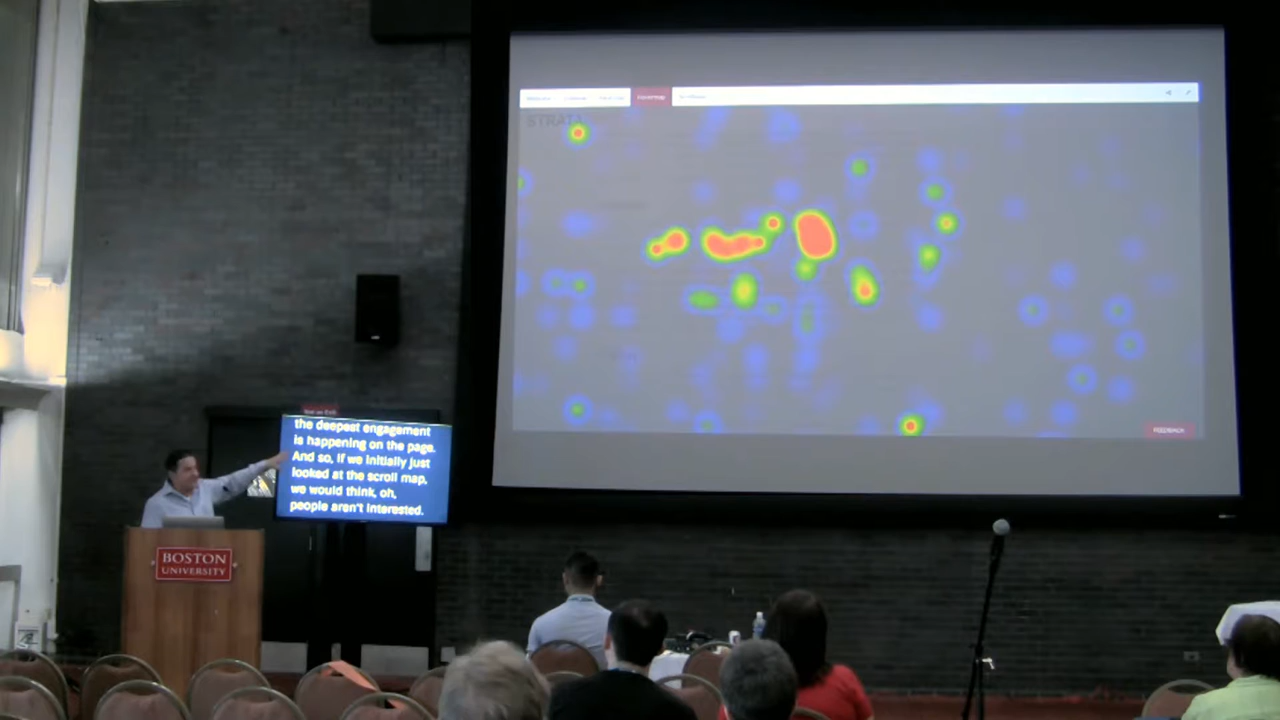 STRATA
FEEDBACK
the deepest engagement
is happening on the page.
And so, if we initially just
looked at the scroll map,
we would think, oh,
people aren't interested.
BOSTON
UNIVERSITY